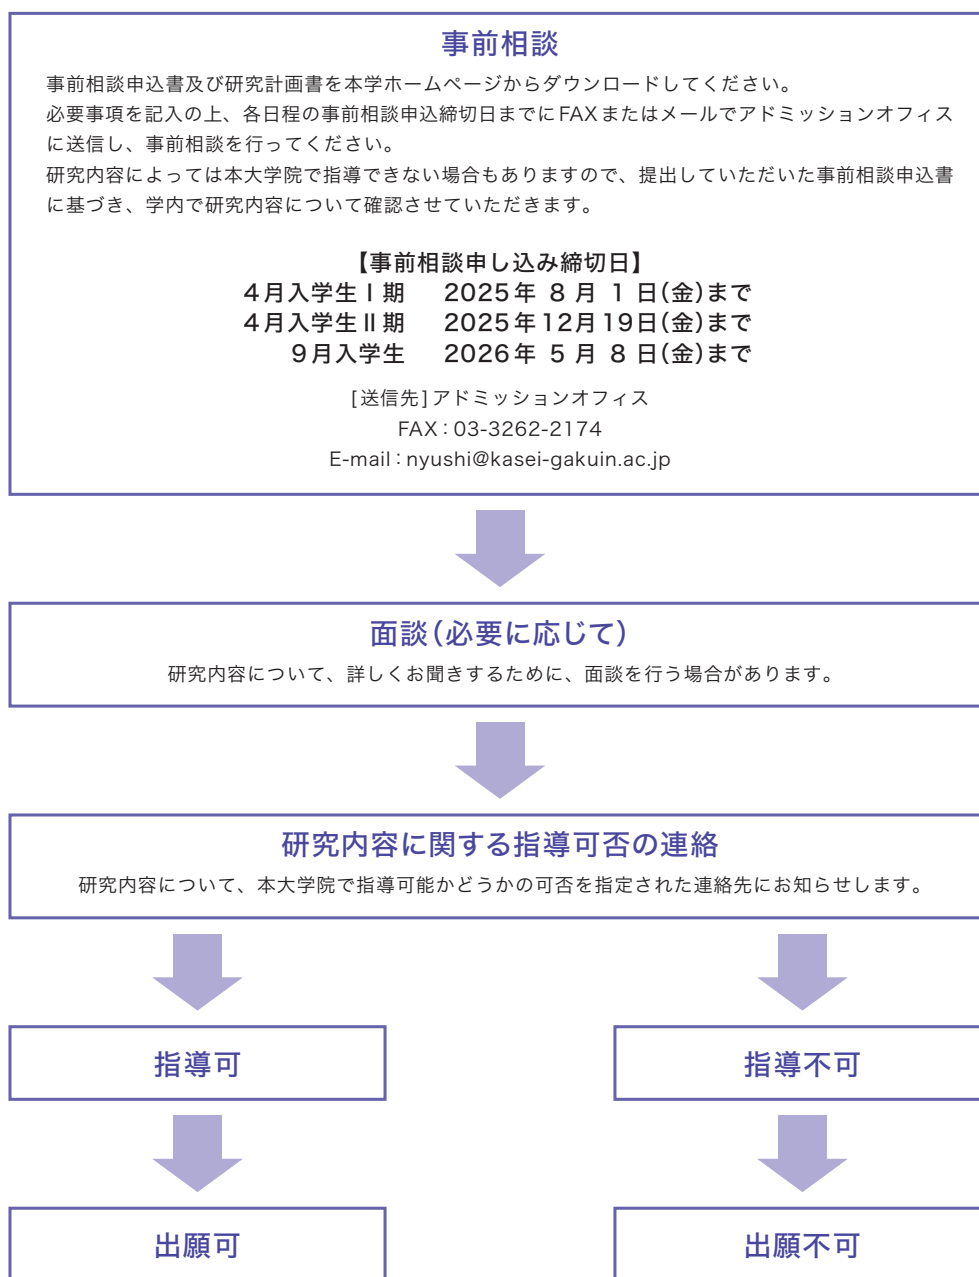 事前相談
事前相談申込書及び研究計画書を本学ホームページからダウンロードしてください。
必要事項を記入の上、各日程の事前相談申込締切日までにFAXまたはメールでアドミッションオフィス
に送信し、事前相談を行ってください。
研究内容によっては本大学院で指導できない場合もありますので、提出していただいた事前相談申込書
に基づき、学内で研究内容について確認させていただきます。
【事前相談申し込み締切日】
4月入学生Ⅰ期 2025年 8 月 1 日(金)まで
4月入学生Ⅱ期 2025年12月19日(金)まで
9月入学生 2026年 5 月 8 日(金)まで
[送信先]アドミッションオフィス
FAX:03-3262-2174
E-mail:nyushi@kasei-gakuin.ac.jp
面談(必要に応じて)
研究内容について、詳しくお聞きするために、面談を行う場合があります。
研究内容に関する指導可否の連絡
研究内容について、本大学院で指導可能かどうかの可否を指定された連絡先にお知らせします。
指導可
指導不可
出願可
出願不可